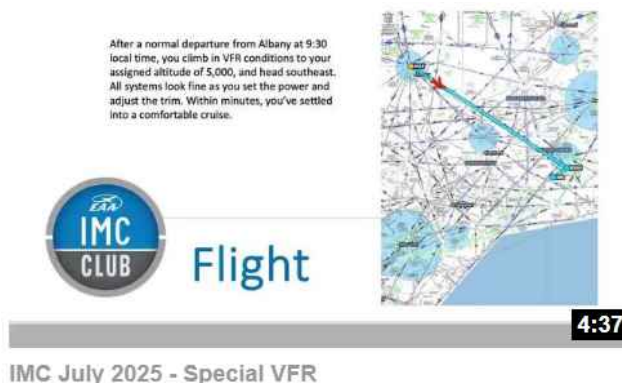 After a normal departure from Albany at 9:30
local time, you climb in VFR conditions to your
assigned altitude of 5,000, and head southeast.
All systems look fine as you set the power and
adjust the trim. Within minutes, you've settled
into a comfortable cruise.
EAA
IMC
CLUB
Flight
4:37
IMC July 2025 - Special VFR